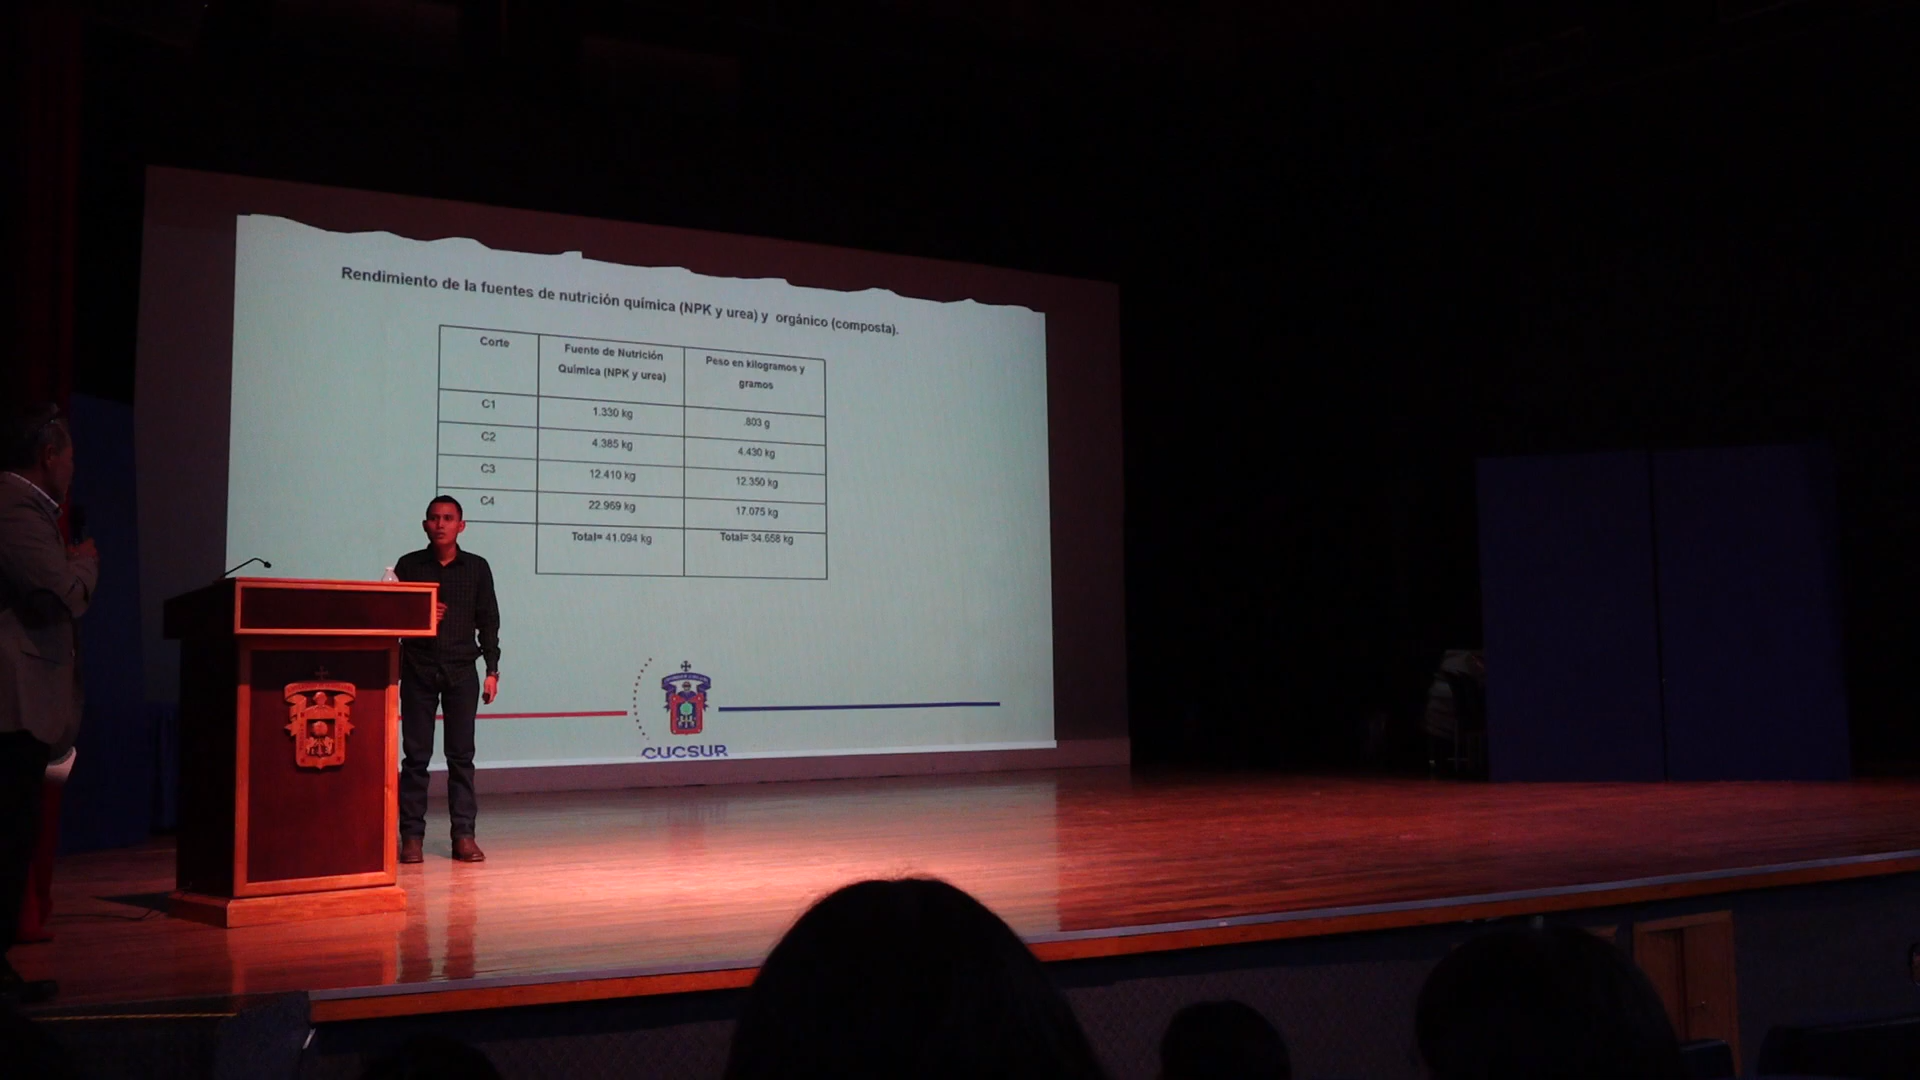 Rendimiento de la fuentes de nutrición química (NPK y urea) y orgánico (composta).
Corte
Fuente de Nutrición
Química (NPK y urea)
Peso en kilogramos y
gramos
C1
1.330 kg
.803 g
C2
4.385 kg
4.430 kg
C3
12.410 kg
12.350 kg
C4
22.969 kg
17.075 kg
Total= 41.094 kg
Total= 34.658 kg
CUCSUR